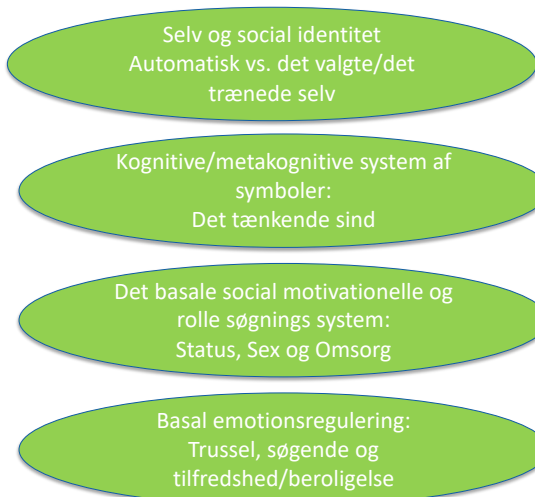 Selv og social identitet
Automatisk vs. det valgte/det
trænede selv
Kognitive/metakognitive system af
symboler:
Det tænkende sind
Det basale social motivationelle og
rolle søgnings system:
Status, Sex og Omsorg
Basal emotionsregulering:
Trussel, søgende og
tilfredshed/beroligelse